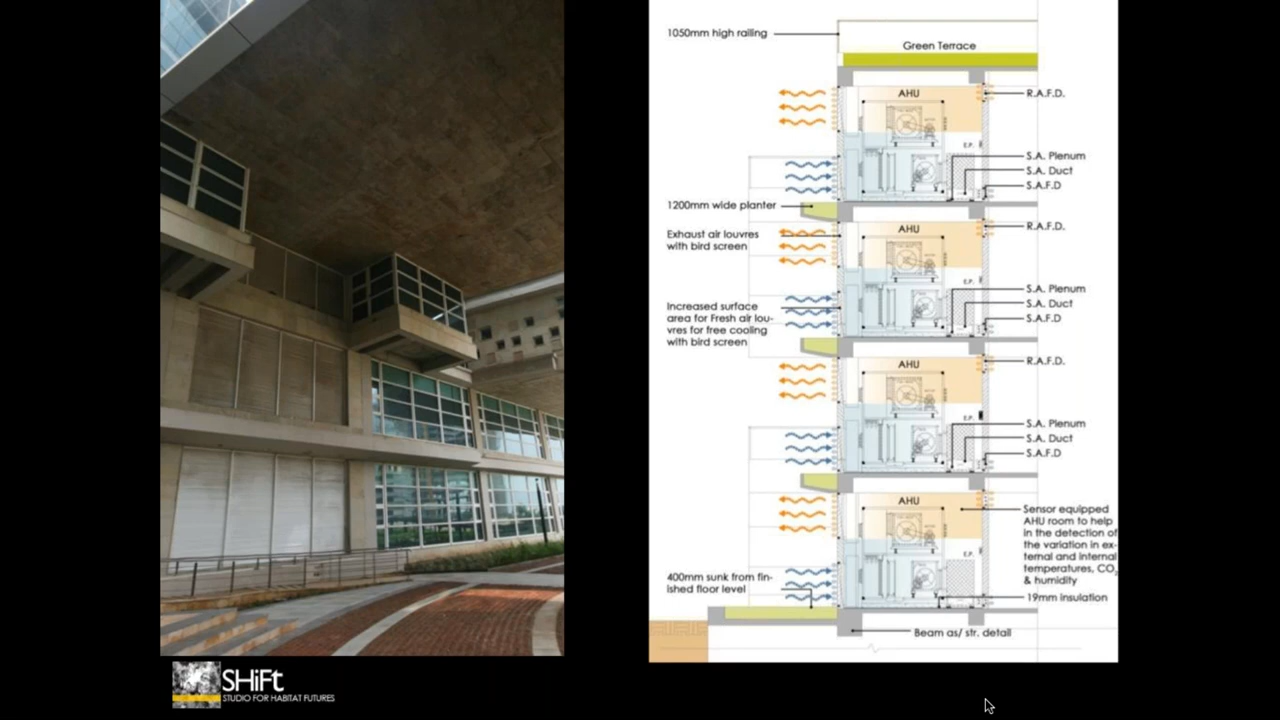 1050mm high railing
Green Terrace
AHU
R.A.F.D.
E.P.
S.A. Plenum
S.A. Duct
S.A.F.D
1200mm wide planter
Exhaust air louvres
with bird screen
AHU
R.A.F.D.
E.P.
S.A. Plenum
S.A. Duct
S.A.F.D
Increased surface
area for Fresh air lou-
vres for free cooling
with bird screen
AHU
R.A.F.D.
E.P.
S.A. Plenum
S.A. Duct
S.A.F.D
AHU
E.P.
Sensor equipped
AHU room to help
in the detection of
the variation in ex-
ternal and internal
temperatures, CO₂
& humidity
400mm sunk from fin-
ished floor level
19mm insulation
Beam as/ str. detail
SHiFt
STUDIO FOR HABITAT FUTURES